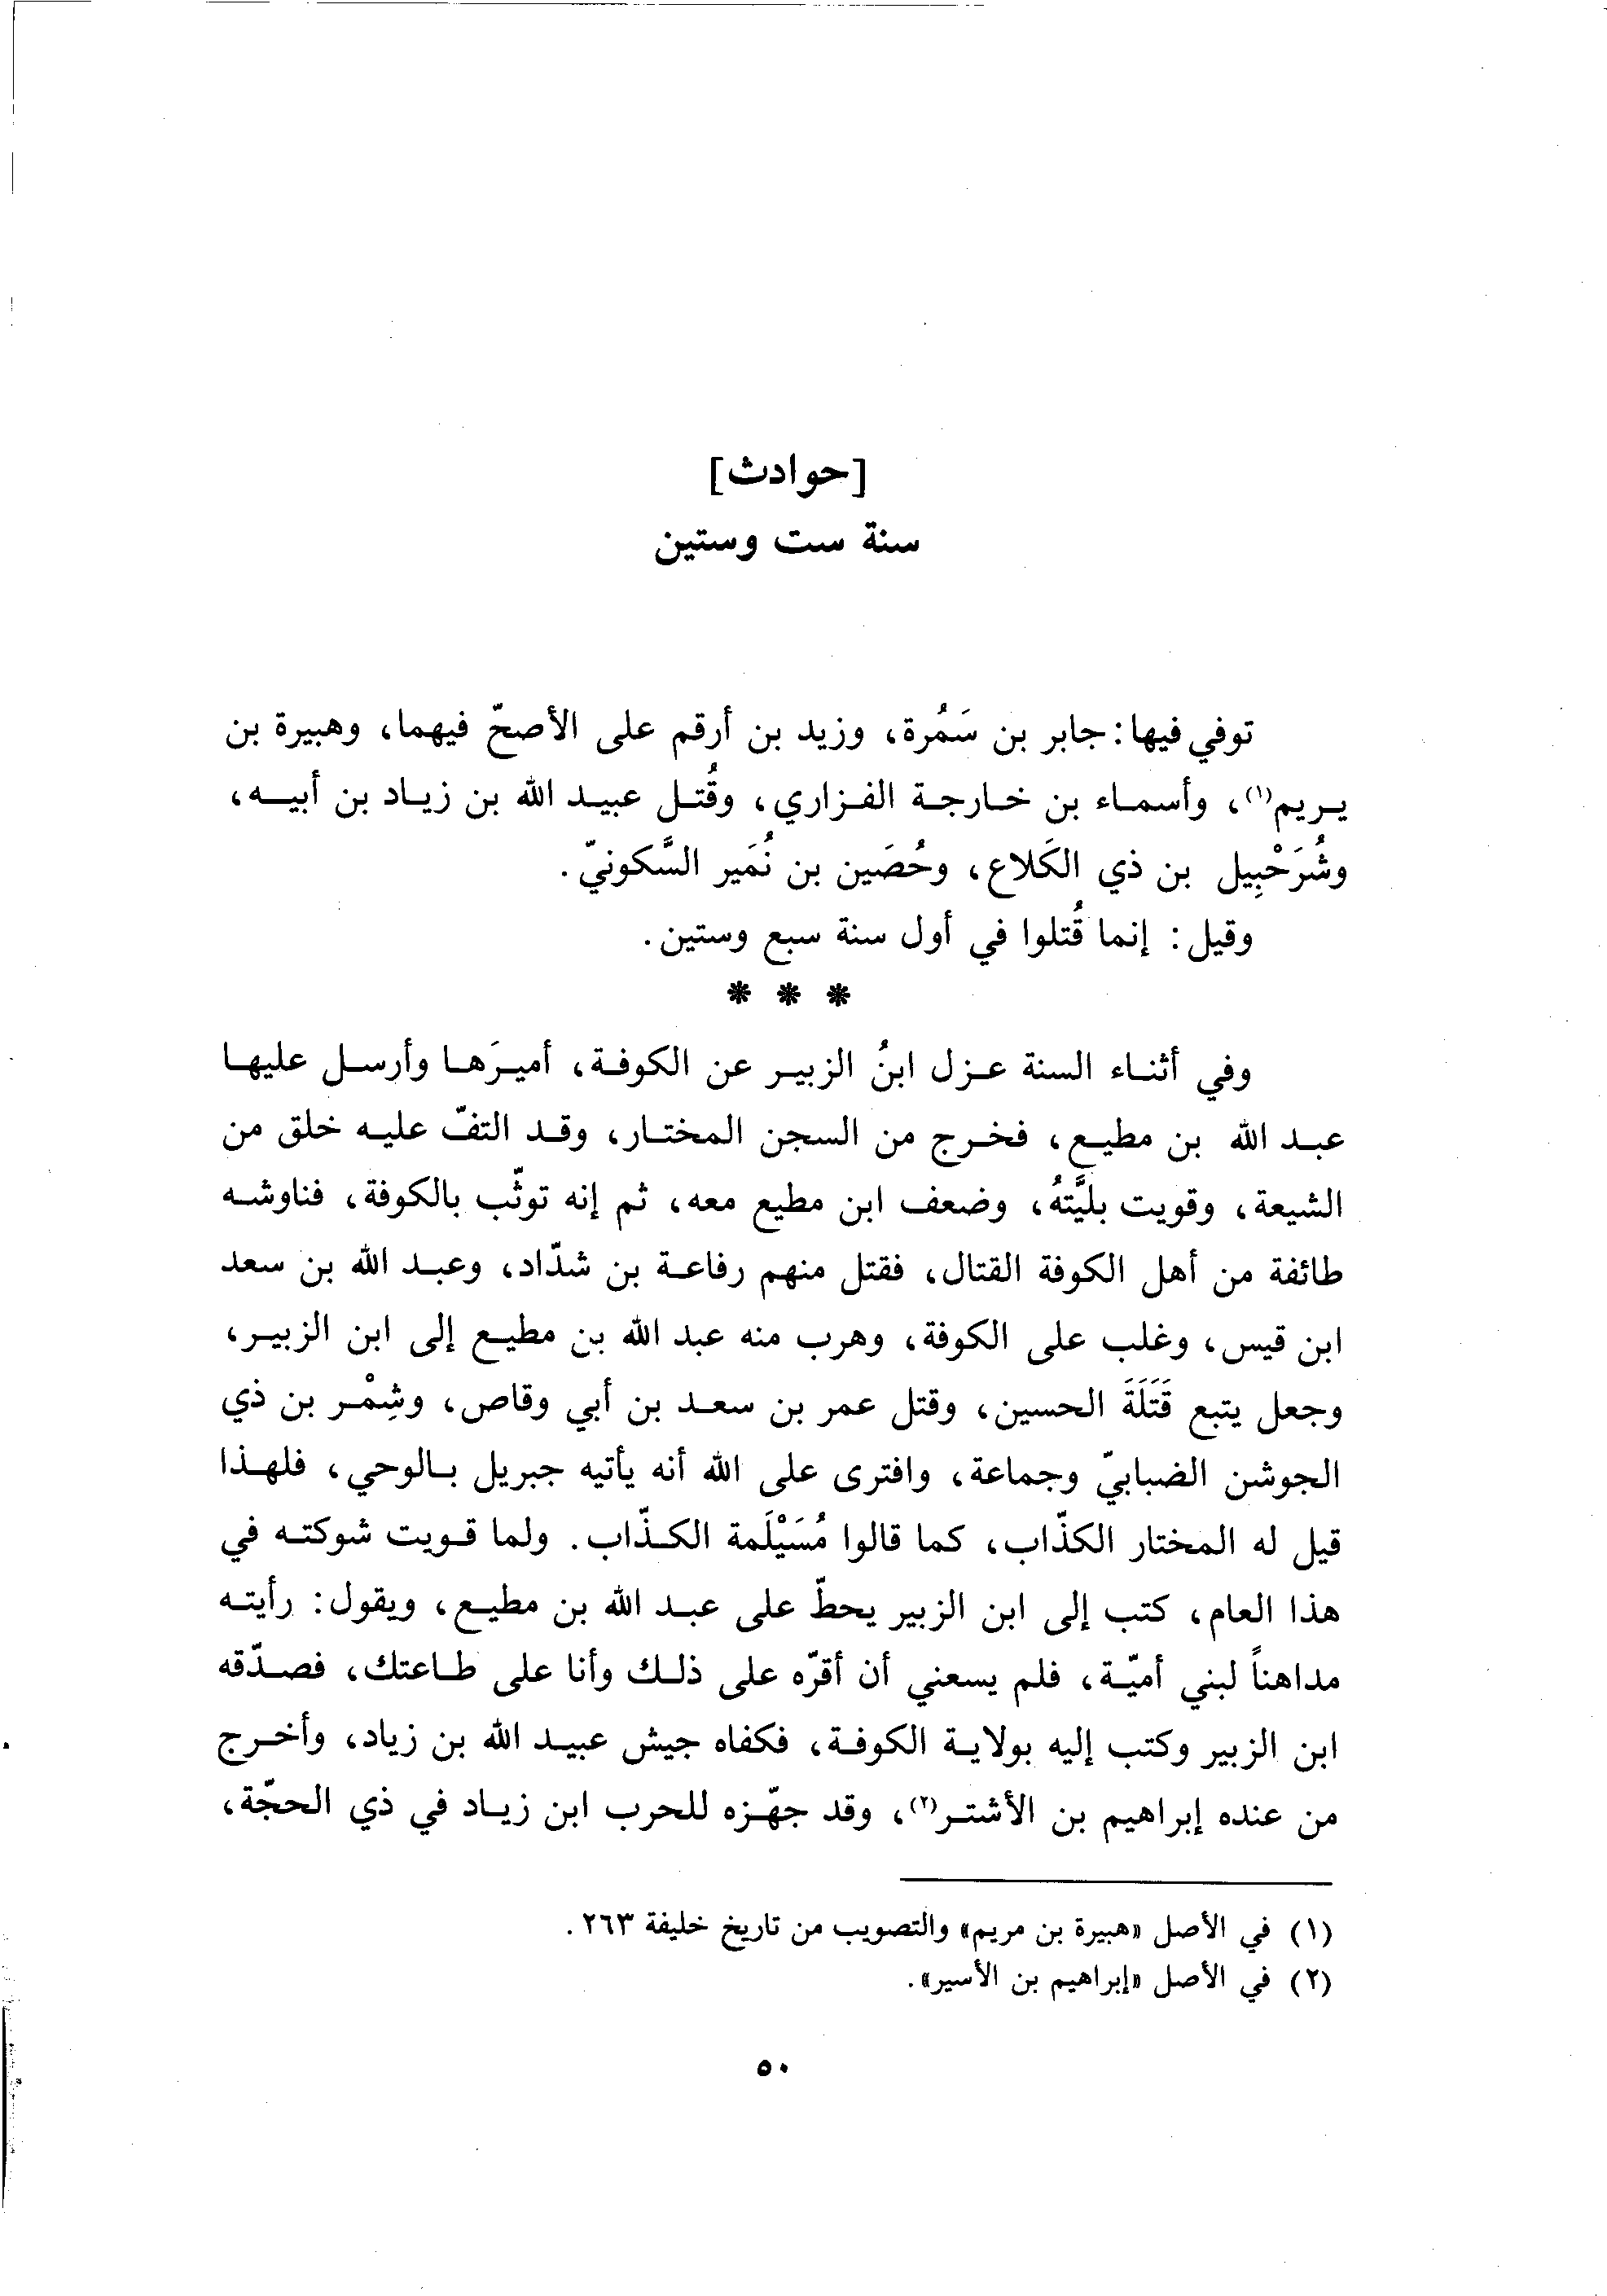 [حوادث]
سنة ست وستين
توفي فيها: جابر بن سَمُرة، وزيد بن أرقم على الأصحّ فيهما، وهبيرة بن
يريم(١)، وأسماء بن خارجة الفزاري، وقُتل عبيد الله بن زياد بن أبيه،
وشُرَحْبِيل بن ذي الكَلاع، وحُصَين بن نُمَير السَّكونيّ.
وقيل: إنما قُتلوا في أول سنة سبع وستين.
* * *
وفي أثناء السنة عزل ابنُ الزبير عن الكوفة، أميرَها وأرسل عليها
عبد الله بن مطيع، فخرج من السجن المختار، وقد التفّ عليه خلق من
الشيعة، وقويت بليَّتهُ، وضعف ابن مطيع معه، ثم إنه توثّب بالكوفة، فناوشه
طائفة من أهل الكوفة القتال، فقتل منهم رفاعة بن شدّاد، وعبد الله بن سعد
ابن قيس، وغلب على الكوفة، وهرب منه عبد الله بن مطيع إلى ابن الزبير،
وجعل يتبع قَتَلَةَ الحسين، وقتل عمر بن سعد بن أبي وقاص، وشِمْر بن ذي
الجوشن الضبابيّ وجماعة، وافترى على الله أنه يأتيه جبريل بالوحي، فلهذا
قيل له المختار الكذّاب، كما قالوا مُسَيْلَمة الكذّاب. ولما قويت شوكته في
هذا العام، كتب إلى ابن الزبير يحطّ على عبد الله بن مطيع، ويقول: رأيته
مداهناً لبني أميّة، فلم يسعني أن أقرّه على ذلك وأنا على طاعتك، فصدّقه
ابن الزبير وكتب إليه بولاية الكوفة، فكفاه جيش عبيد الله بن زياد، وأخرج
من عنده إبراهيم بن الأشتر(٢)، وقد جهّزه للحرب ابن زياد في ذي الحجّة،
(١) في الأصل «هبيرة بن مريم» والتصويب من تاريخ خليفة ٢٦٣.
(٢) في الأصل «إبراهيم بن الأسير».
٥٠